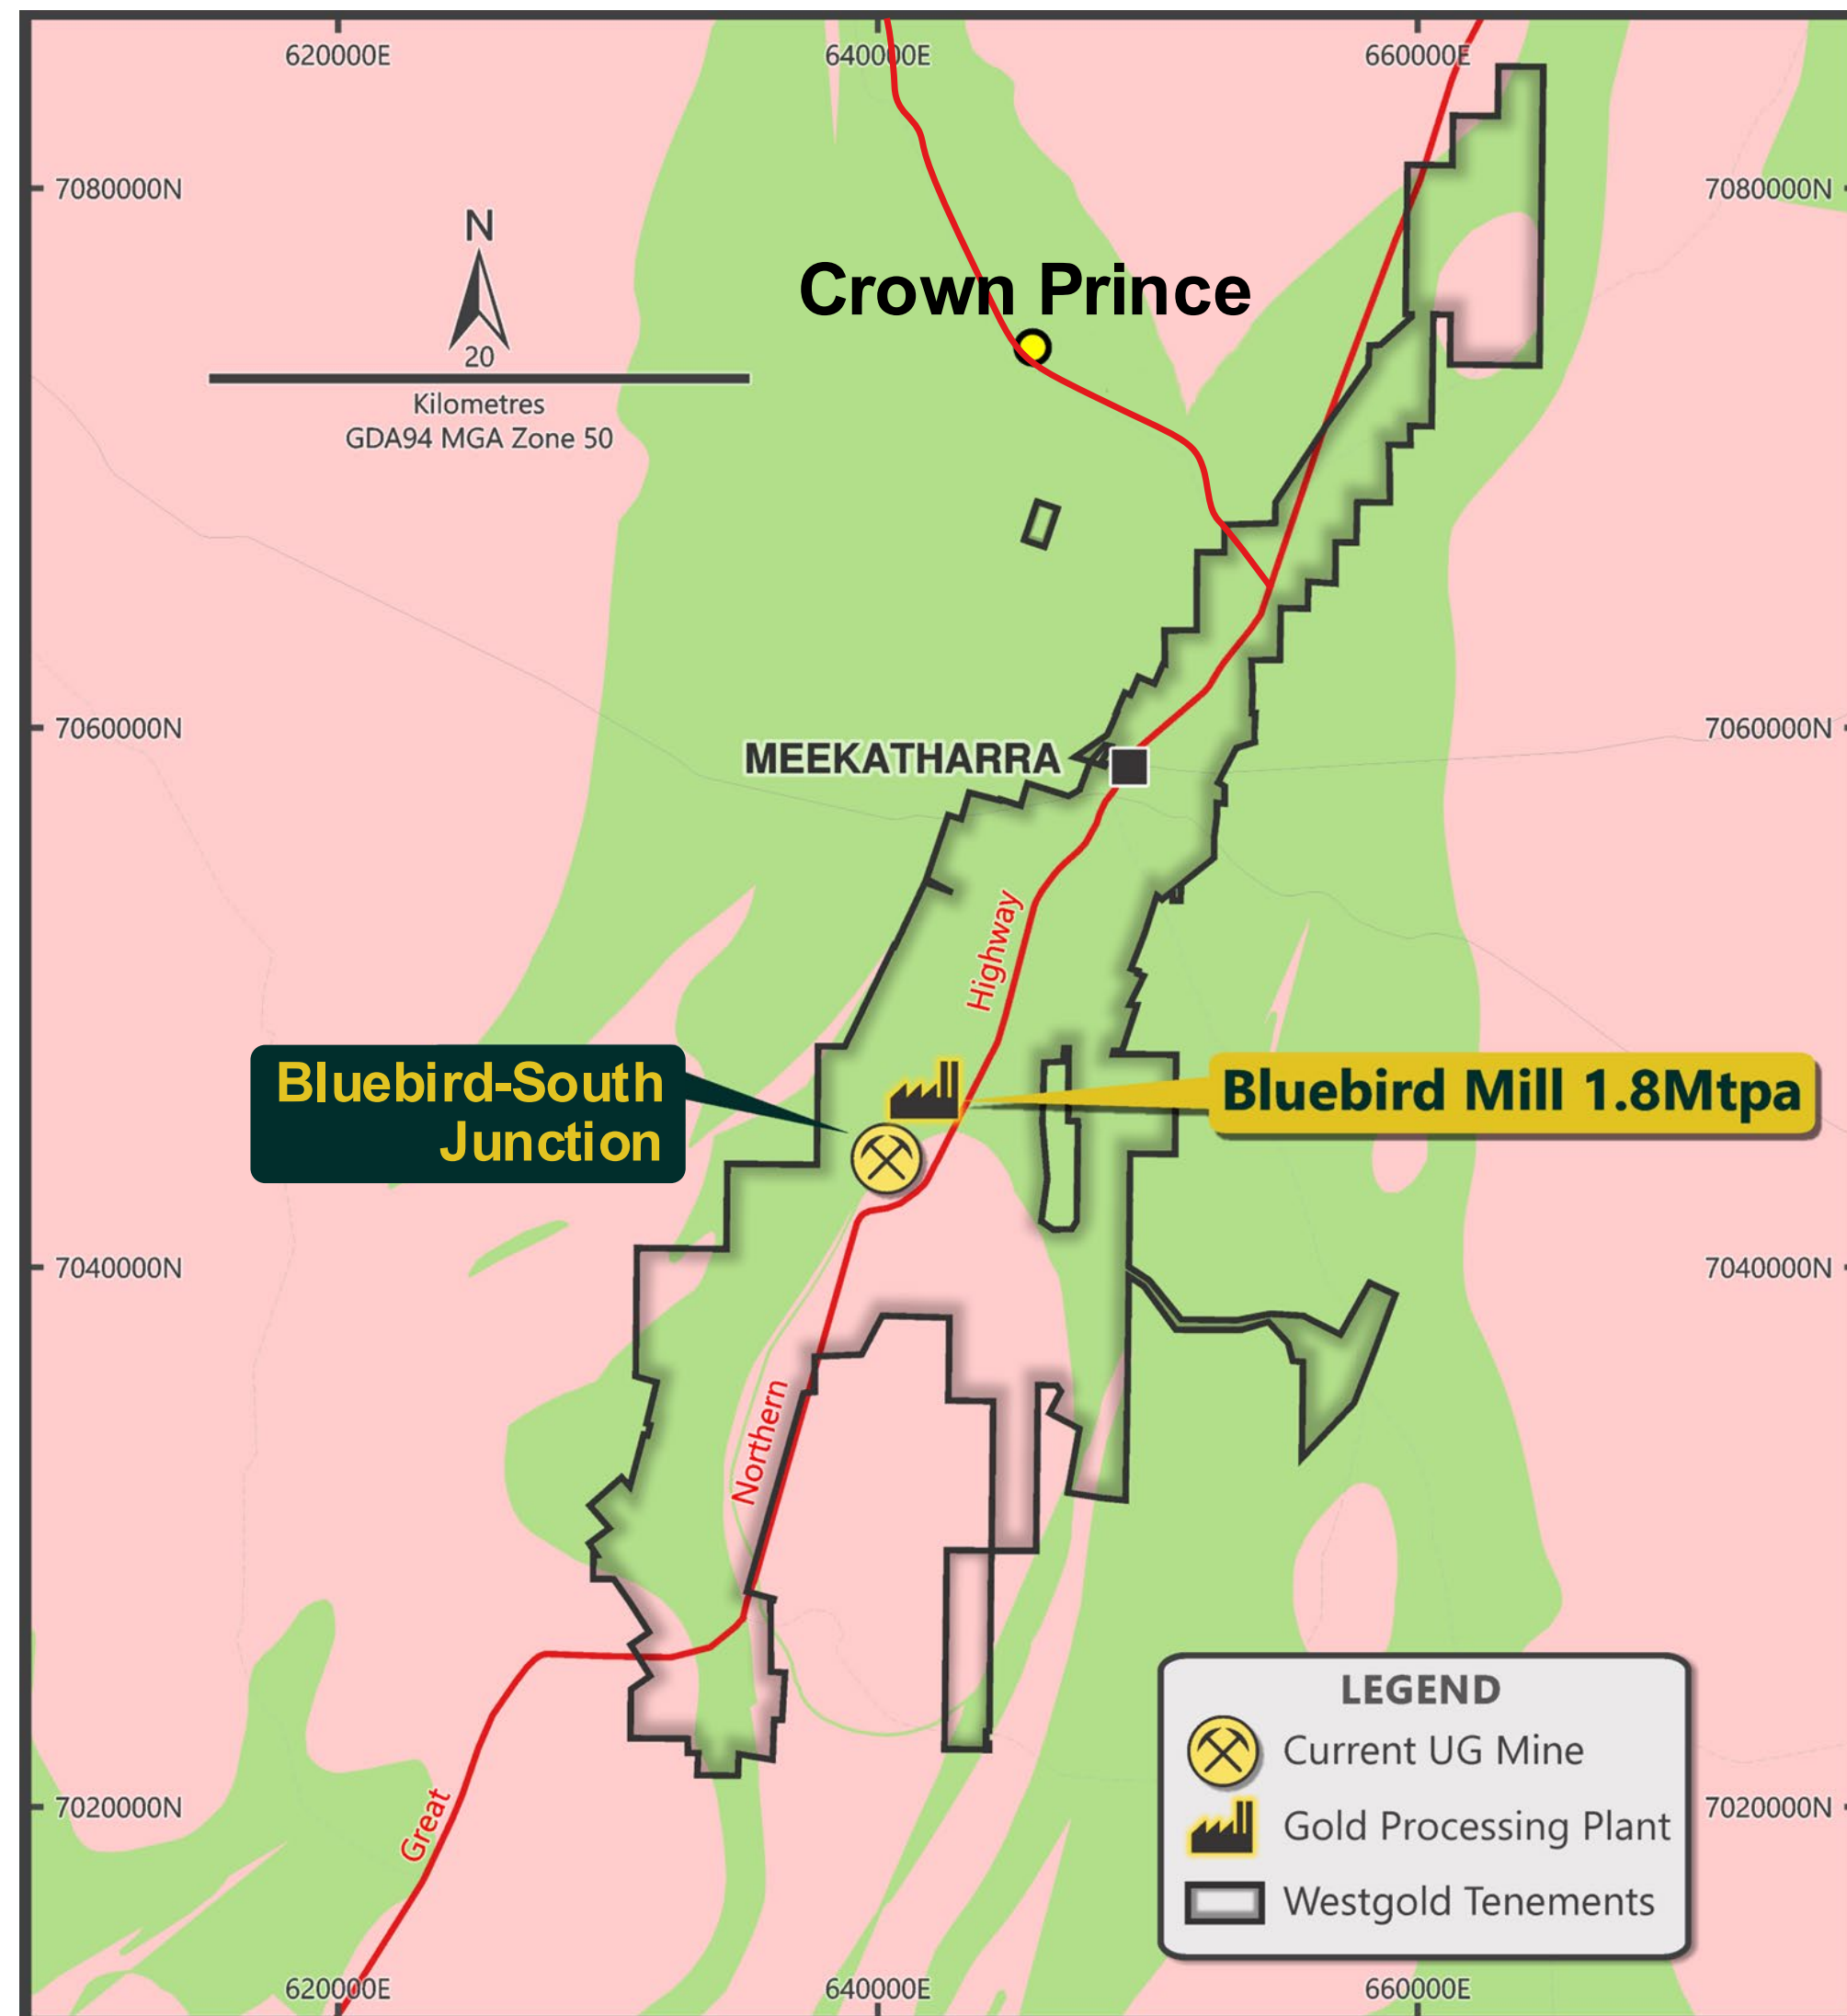 620000E
640000E
660000E
7080000N
7080000N
N
20
Kilometres
GDA94 MGA Zone 50
Crown Prince
7060000N
7060000N
MEEKATHARRA
Highway
Bluebird-South
Junction
Bluebird Mill 1.8Mtpa
7040000N
7040000N
Northern
LEGEND
Current UG Mine
Gold Processing Plant
Westgold Tenements
7020000N
7020000N
Great
620000E
640000E
660000E